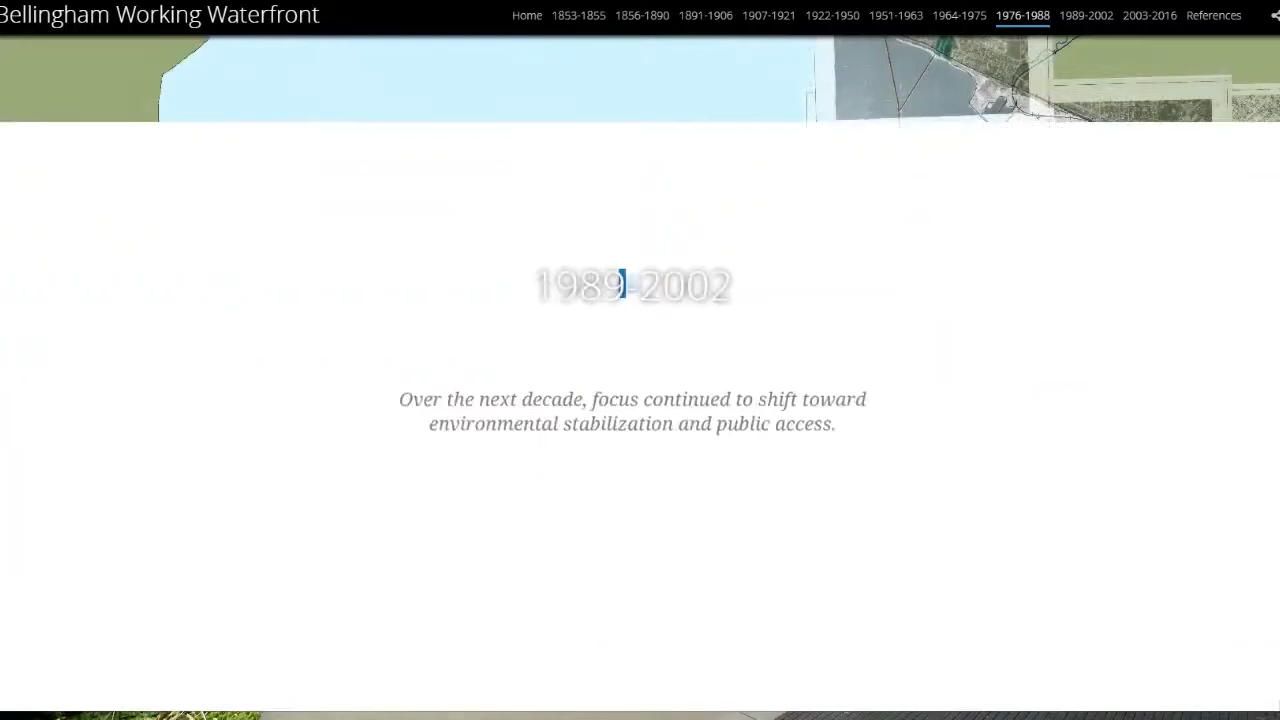 Bellingham Working Waterfront
Home 1853-1855 1856-1890 1891-1906 1907-1921 1922-1950 1951-1963 1964-1975 1976-1988 1989-2002 2003-2016 References
1989-2002
Over the next decade, focus continued to shift toward
environmental stabilization and public access.